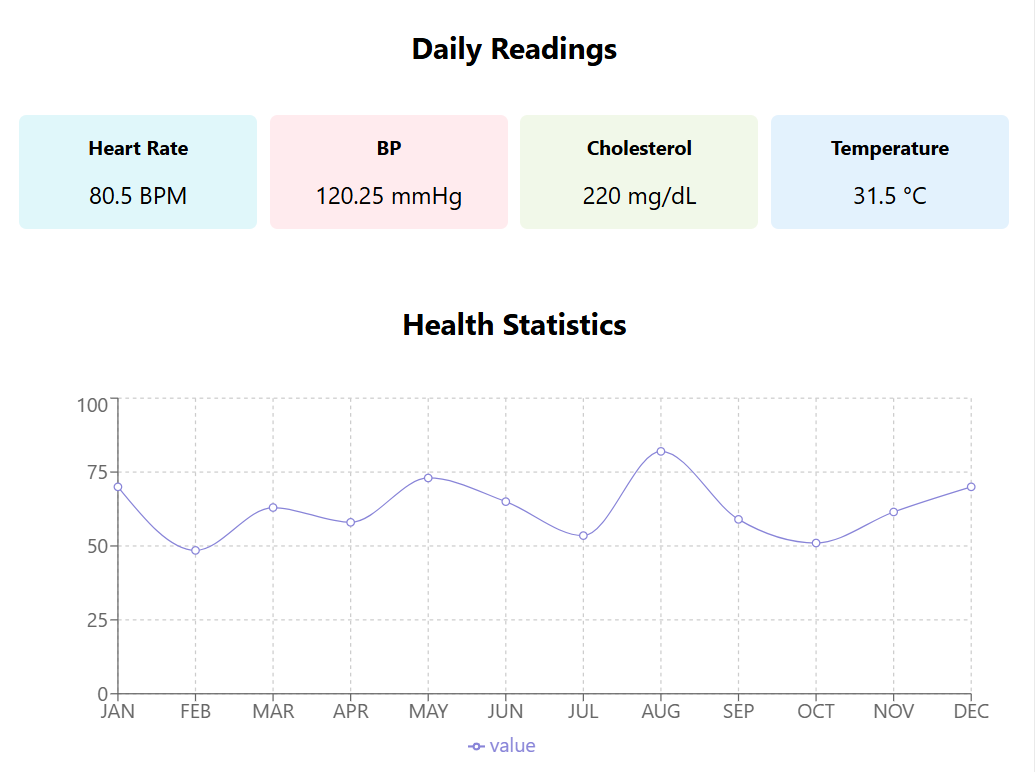 Daily Readings
Heart Rate
80.5 BPM
BP
120.25 mmHg
Cholesterol
220 mg/dL
Temperature
31.5 °C
Health Statistics
100
75
50
25
0
JAN FEB MAR APR MAY JUN JUL AUG SEP OCT NOV DEC
value